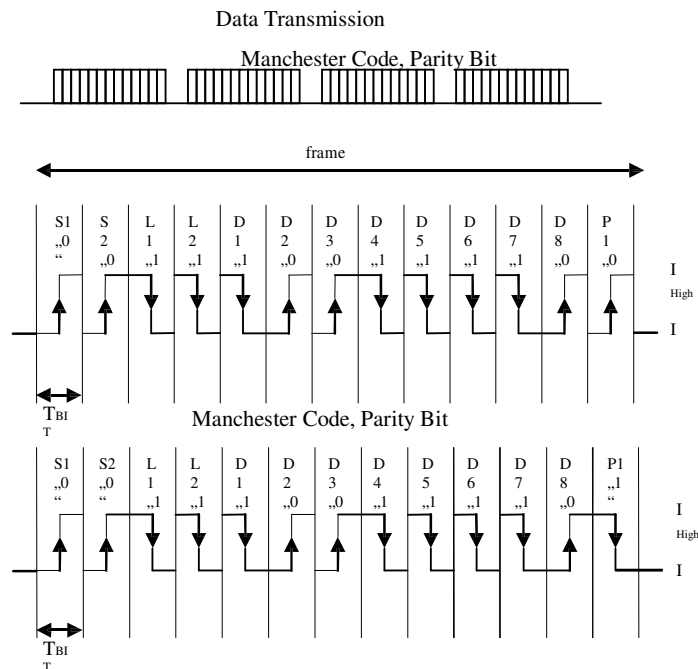 Data Transmission
Manchester Code, Parity Bit
frame
S1 S L L D D D D D D D D P
„0 2 1 2 1 2 3 4 5 6 7 8 1
“ „0 „1 „1 „1 „0 „0 „1 „1 „1 „1 „0 „0
I
High
I
TBI
T
Manchester Code, Parity Bit
S1 S2 L L D D D D D D D D P1
„0 „0 1 2 1 2 3 4 5 6 7 8 „1
“ “ „1 „1 „1 „0 „0 „1 „1 „1 „1 „0 “
I
High
I
TBI
T